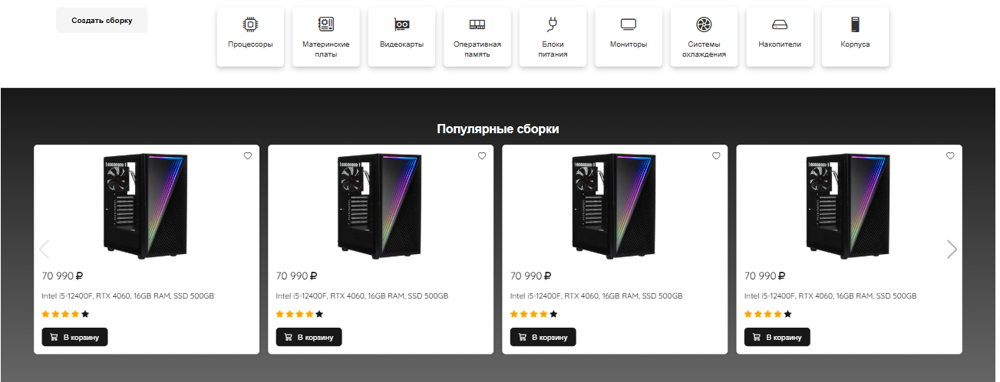 Создать сборку
Процессоры
Материнские
платы
Видеокарты
Оперативная
память
Блоки
питания
Мониторы
Системы
охлаждения
Накопители
Корпуса
Популярные сборки
70 990 ₽
Intel i5-12400F, RTX 4060, 16GB RAM, SSD 500GB
В корзину
70 990 ₽
Intel i5-12400F, RTX 4060, 16GB RAM, SSD 500GB
В корзину
70 990 ₽
Intel i5-12400F, RTX 4060, 16GB RAM, SSD 500GB
В корзину
70 990 ₽
Intel i5-12400F, RTX 4060, 16GB RAM, SSD 500GB
В корзину